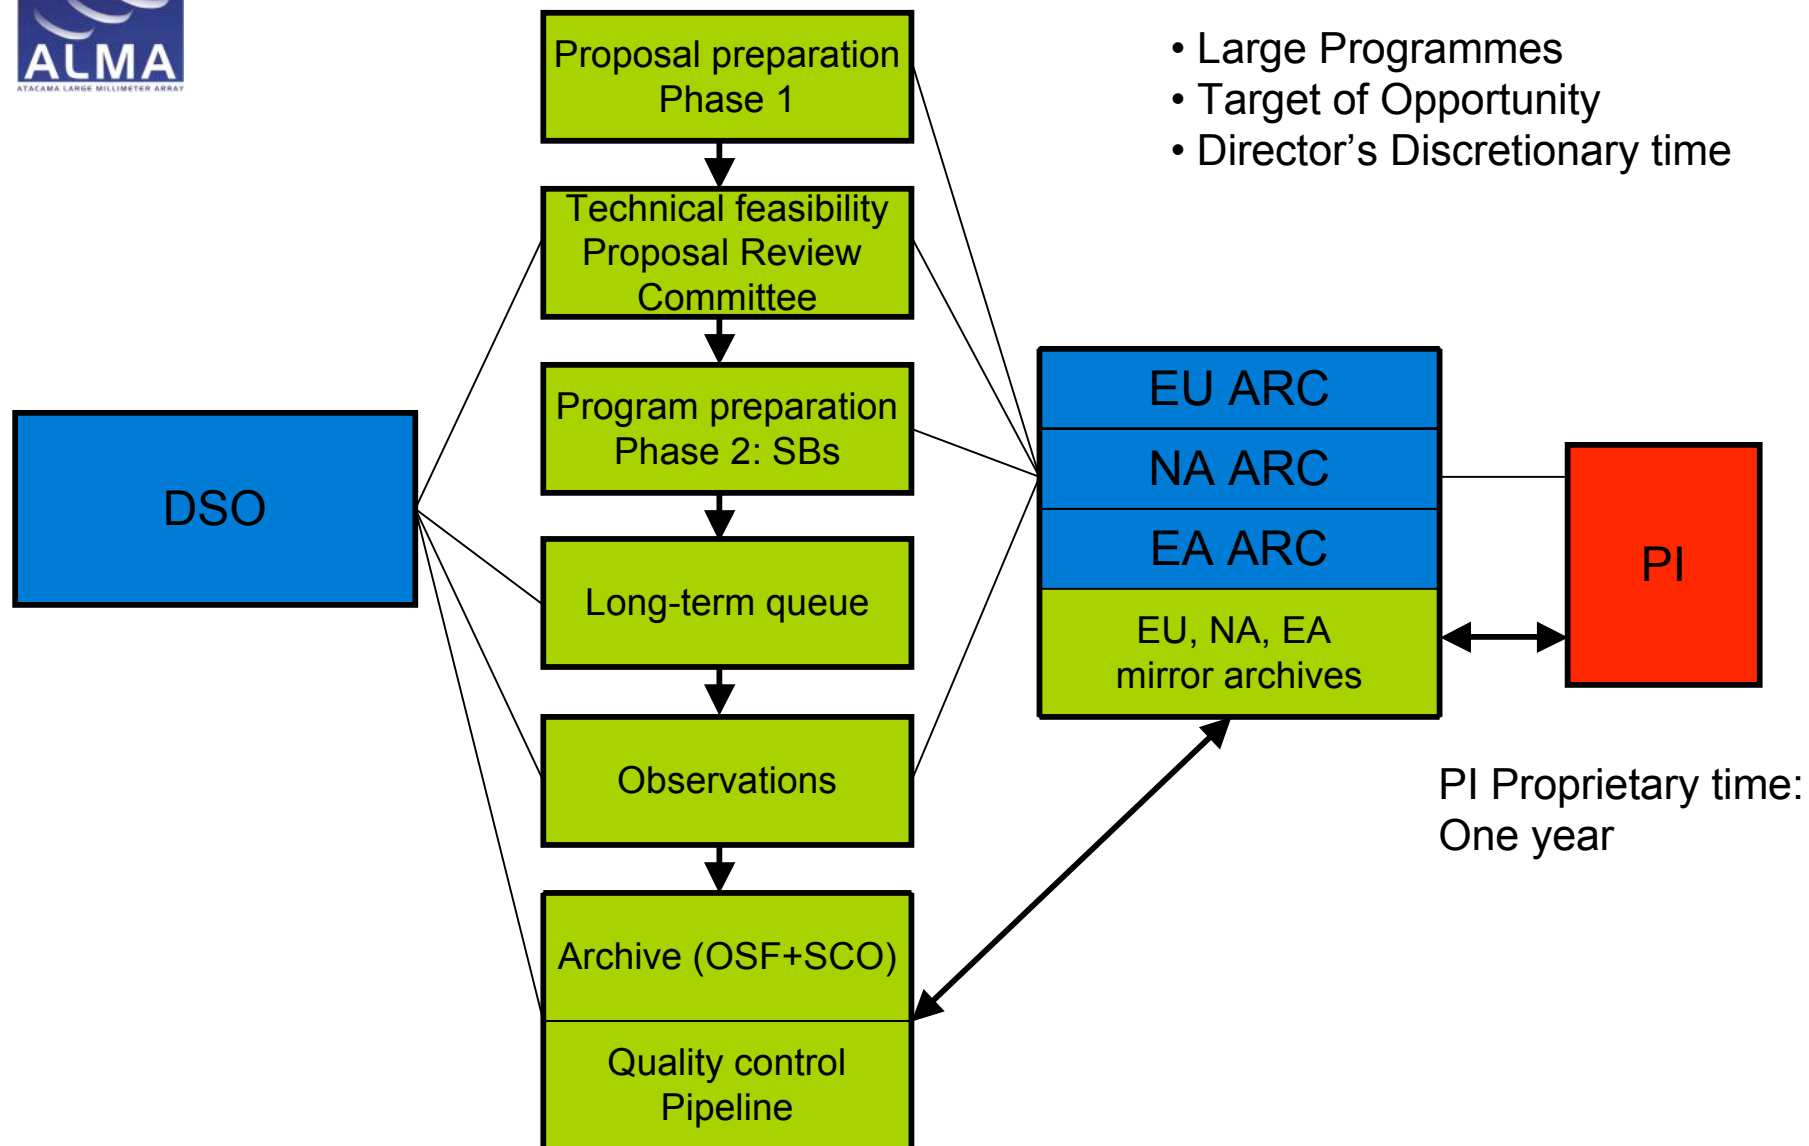 ALMA
ATACAMA LARGE MILLIMETER ARRAY
Proposal preparation
Phase 1
• Large Programmes
• Target of Opportunity
• Director’s Discretionary time
Technical feasibility
Proposal Review
Committee
Program preparation
Phase 2: SBs
Long-term queue
Observations
Archive (OSF+SCO)
Quality control
Pipeline
DSO
EU ARC
NA ARC
EA ARC
EU, NA, EA
mirror archives
PI
PI Proprietary time:
One year